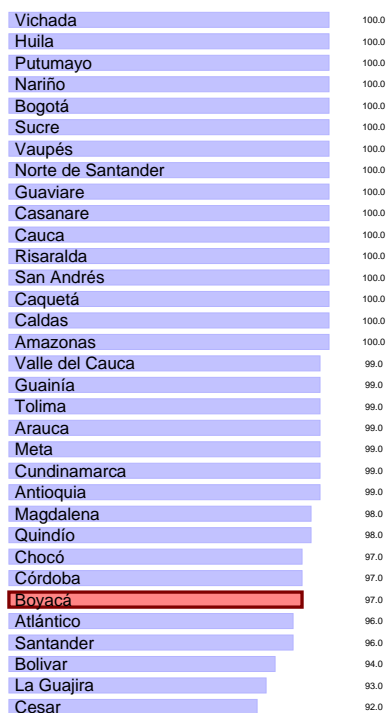 Vichada 100.0
Huila 100.0
Putumayo 100.0
Nariño 100.0
Bogotá 100.0
Sucre 100.0
Vaupés 100.0
Norte de Santander 100.0
Guaviare 100.0
Casanare 100.0
Cauca 100.0
Risaralda 100.0
San Andrés 100.0
Caquetá 100.0
Caldas 100.0
Amazonas 100.0
Valle del Cauca 99.0
Guainía 99.0
Tolima 99.0
Arauca 99.0
Meta 99.0
Cundinamarca 99.0
Antioquia 99.0
Magdalena 98.0
Quindío 98.0
Chocó 97.0
Córdoba 97.0
Boyacá 97.0
Atlántico 96.0
Santander 96.0
Bolivar 94.0
La Guajira 93.0
Cesar 92.0